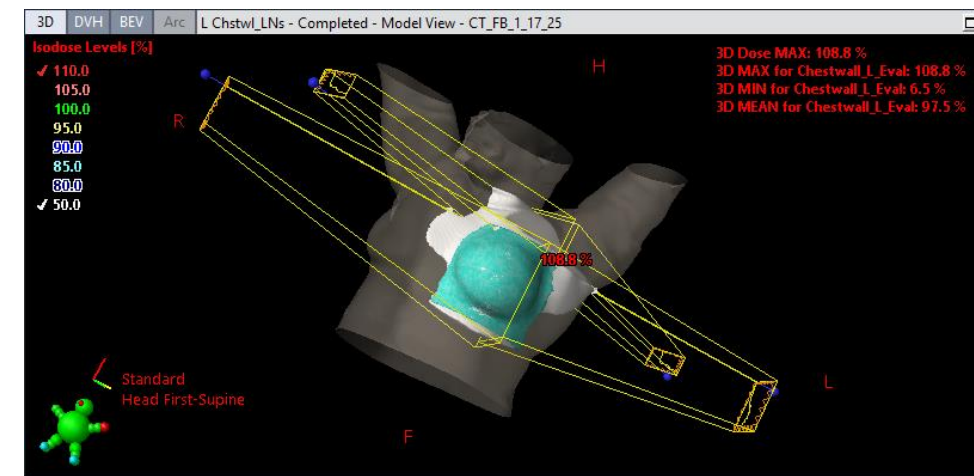 3D DVH BEV Arc L Chstwl_LNs - Completed - Model View - CT_FB_1_17_25
Isodose Levels [%]
110.0
105.0
100.0
95.0
90.0
85.0
80.0
50.0
3D Dose MAX: 108.8 %
3D MAX for Chestwall_L_Eval: 108.8 %
3D MIN for Chestwall_L_Eval: 6.5 %
3D MEAN for Chestwall_L_Eval: 97.5 %
H
R
108.8 %
L
Standard
Head First-Supine
F